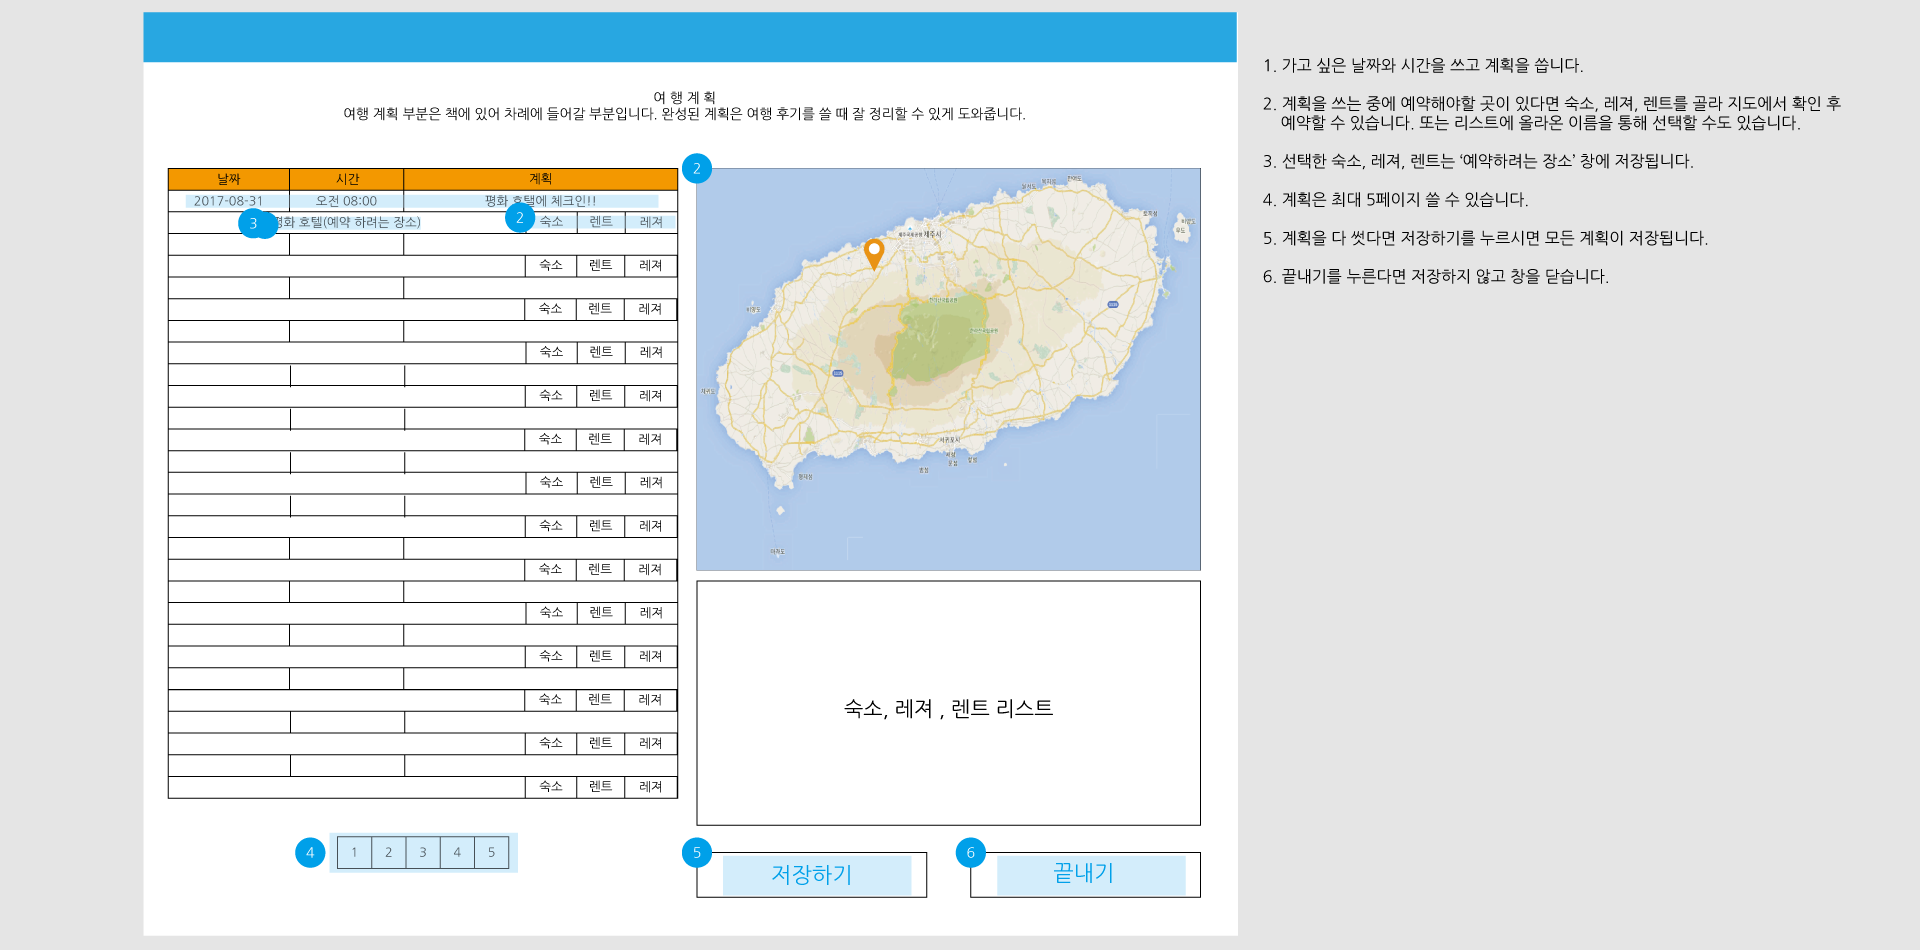 여 행 계 획
여행 계획 부분은 책에 있어 차례에 들어갈 부분입니다. 완성된 계획은 여행 후기를 쓸 때 잘 정리할 수 있게 도와줍니다.
날짜 시간 계획
2017-08-31 오전 08:00 평화 호텔에 체크인!!
3 평화 호텔(예약 하려는 장소) 2 숙소 렌트 레져
숙소 렌트 레져
숙소 렌트 레져
숙소 렌트 레져
숙소 렌트 레져
숙소 렌트 레져
숙소 렌트 레져
숙소 렌트 레져
숙소 렌트 레져
숙소 렌트 레져
숙소 렌트 레져
숙소 렌트 레져
숙소 렌트 레져
숙소 렌트 레져
4 1 2 3 4 5
2
제주시
우도
비양도
서귀포시
마라도
숙소, 레져 , 렌트 리스트
5 저장하기
6 끝내기
1. 가고 싶은 날짜와 시간을 쓰고 계획을 씁니다.
2. 계획을 쓰는 중에 예약해야할 곳이 있다면 숙소, 레져, 렌트를 골라 지도에서 확인 후
예약할 수 있습니다. 또는 리스트에 올라온 이름을 통해 선택할 수도 있습니다.
3. 선택한 숙소, 레져, 렌트는 ‘예약하려는 장소’ 창에 저장됩니다.
4. 계획은 최대 5페이지 쓸 수 있습니다.
5. 계획을 다 썻다면 저장하기를 누르시면 모든 계획이 저장됩니다.
6. 끝내기를 누른다면 저장하지 않고 창을 닫습니다.